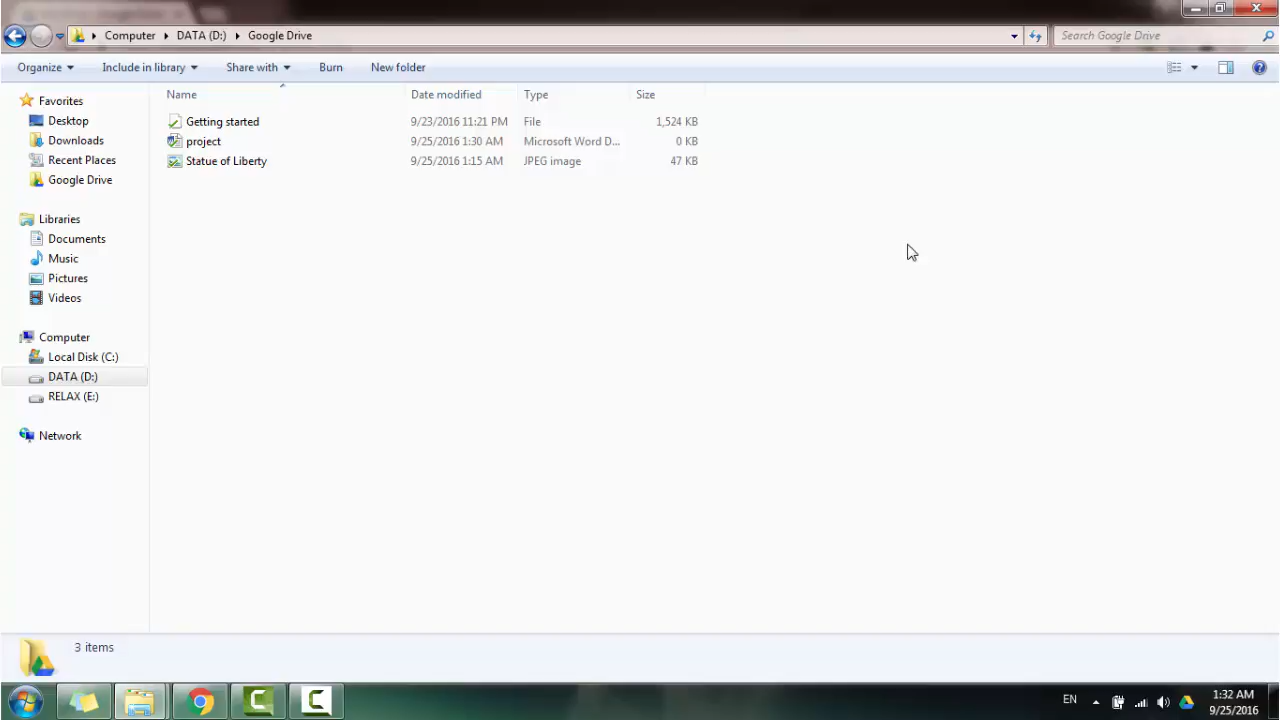 Computer DATA (D:) Google Drive Search Google Drive
Organize Include in library Share with Burn New folder
Name Date modified Type Size
Favorites
Desktop
Downloads
Recent Places
Google Drive
Libraries
Documents
Music
Pictures
Videos
Computer
Local Disk (C:)
DATA (D:)
RELAX (E:)
Network
Getting started 9/23/2016 11:21 PM File 1,524 KB
project 9/25/2016 1:30 AM Microsoft Word D... 0 KB
Statue of Liberty 9/25/2016 1:15 AM JPEG image 47 KB
3 items
EN 1:32 AM
9/25/2016